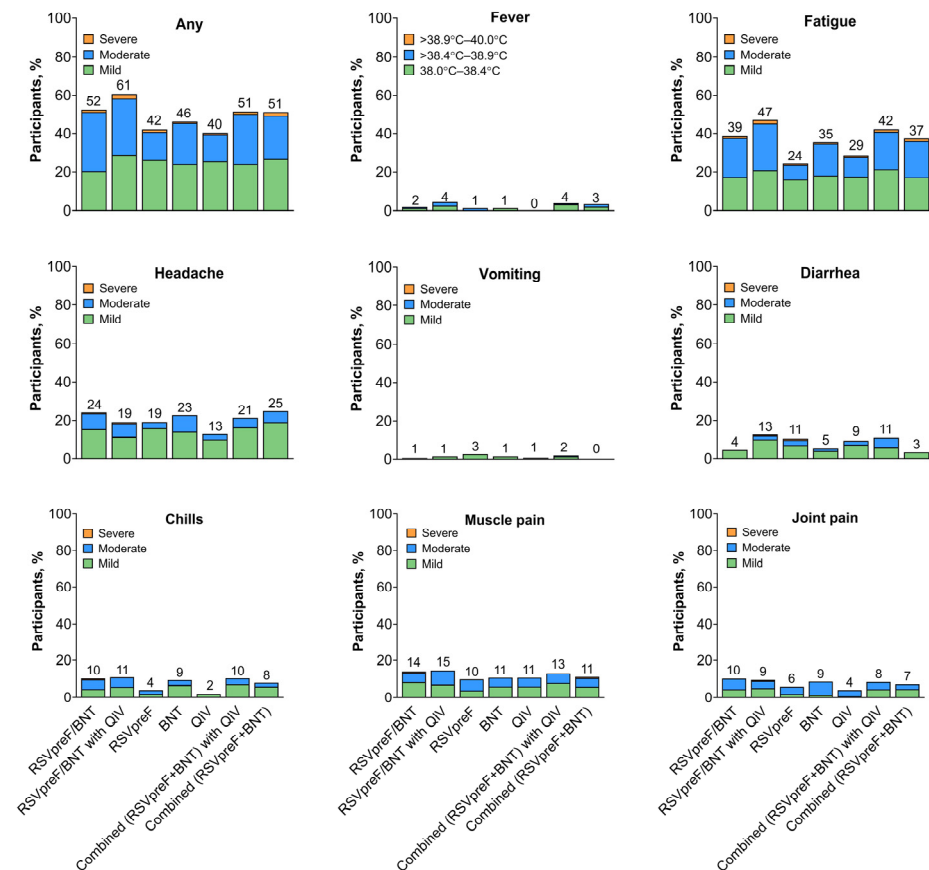 Any
Severe
Moderate
Mild
Participants, %
100
80
60
40
20
0
52
61
42
46
40
51
51
Fever
>38.9°C–40.0°C
>38.4°C–38.9°C
38.0°C–38.4°C
Participants, %
100
80
60
40
20
0
2
4
1
1
0
4
3
Fatigue
Severe
Moderate
Mild
Participants, %
100
80
60
40
20
0
39
47
24
35
29
42
37
Headache
Severe
Moderate
Mild
Participants, %
100
80
60
40
20
0
24
19
19
23
13
21
25
Vomiting
Severe
Moderate
Mild
Participants, %
100
80
60
40
20
0
1
1
3
1
1
2
0
Diarrhea
Severe
Moderate
Mild
Participants, %
100
80
60
40
20
0
4
13
11
5
9
11
3
Chills
Severe
Moderate
Mild
Participants, %
100
80
60
40
20
0
10
11
4
9
2
10
8
RSVpreF/BNT
RSVpreF/BNT with QIV
RSVpreF
BNT
QIV
Combined (RSVpreF+BNT) with QIV
Combined (RSVpreF+BNT)
Muscle pain
Severe
Moderate
Mild
Participants, %
100
80
60
40
20
0
14
15
10
11
11
13
11
RSVpreF/BNT
RSVpreF/BNT with QIV
RSVpreF
BNT
QIV
Combined (RSVpreF+BNT) with QIV
Combined (RSVpreF+BNT)
Joint pain
Severe
Moderate
Mild
Participants, %
100
80
60
40
20
0
10
9
6
9
4
8
7
RSVpreF/BNT
RSVpreF/BNT with QIV
RSVpreF
BNT
QIV
Combined (RSVpreF+BNT) with QIV
Combined (RSVpreF+BNT)